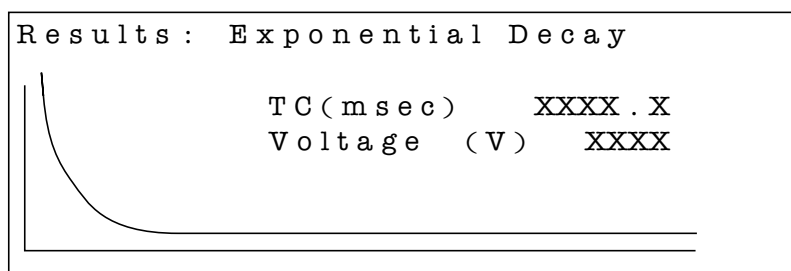 Results: Exponential Decay
TC(msec) XXXX.X
Voltage (V) XXXX